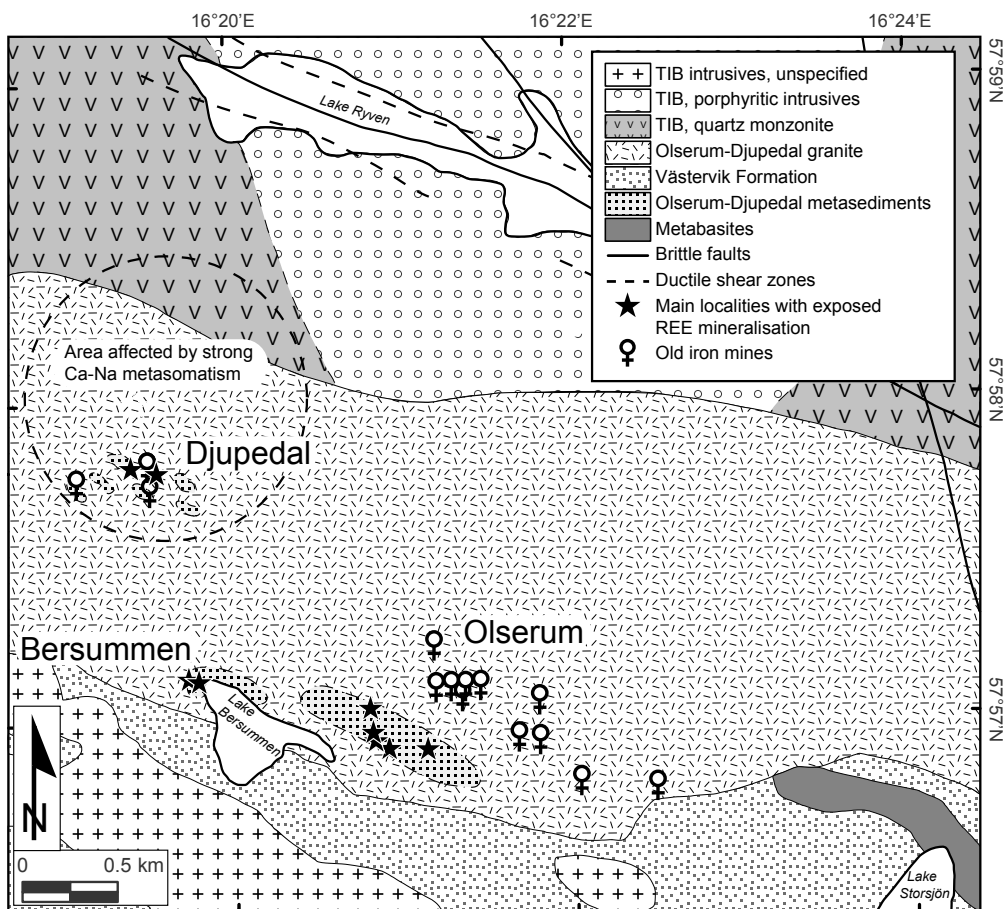 16°20'E
16°22'E
16°24'E
57°59'N
57°58'N
57°57'N
Lake Ryven
TIB intrusives, unspecified
TIB, porphyritic intrusives
TIB, quartz monzonite
Olserum-Djupedal granite
Västervik Formation
Olserum-Djupedal metasediments
Metabasites
Brittle faults
Ductile shear zones
Main localities with exposed
REE mineralisation
Old iron mines
Area affected by strong
Ca-Na metasomatism
Djupedal
Olserum
Bersummen
Lake
Bersummen
N
0 0.5 km
Lake
Storsjön